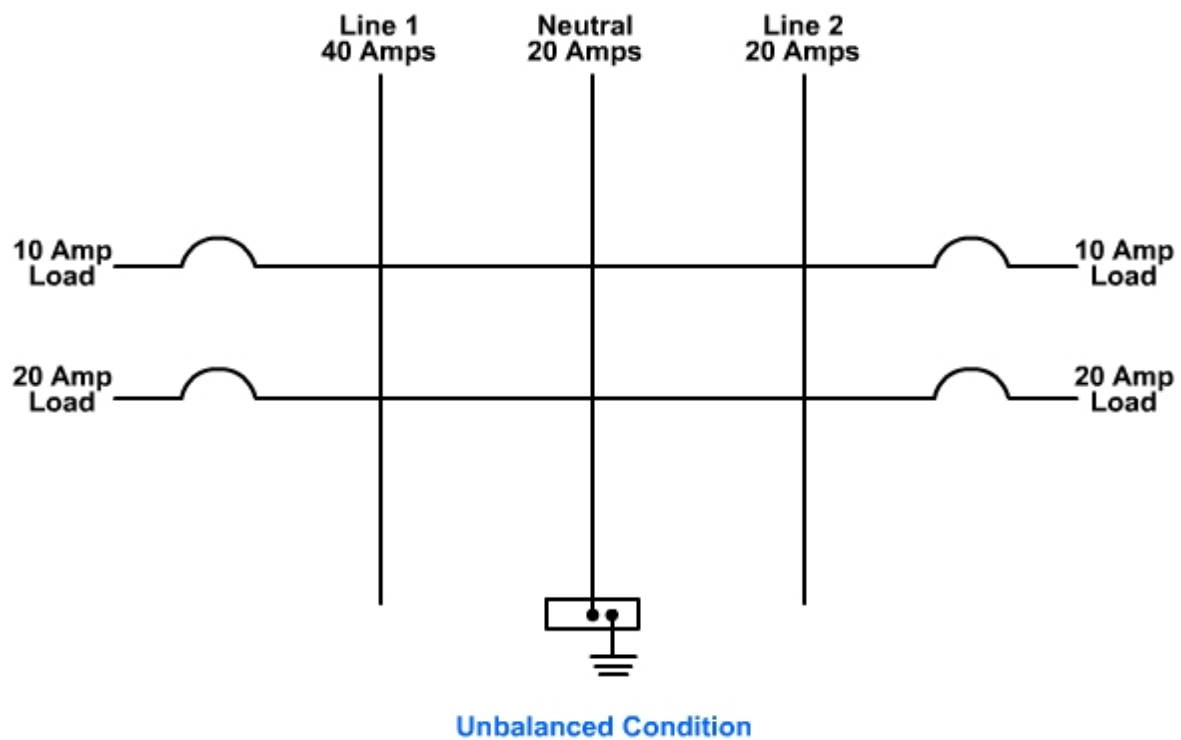 Line 1
40 Amps
Neutral
20 Amps
Line 2
20 Amps
10 Amp
Load
10 Amp
Load
20 Amp
Load
20 Amp
Load
Unbalanced Condition